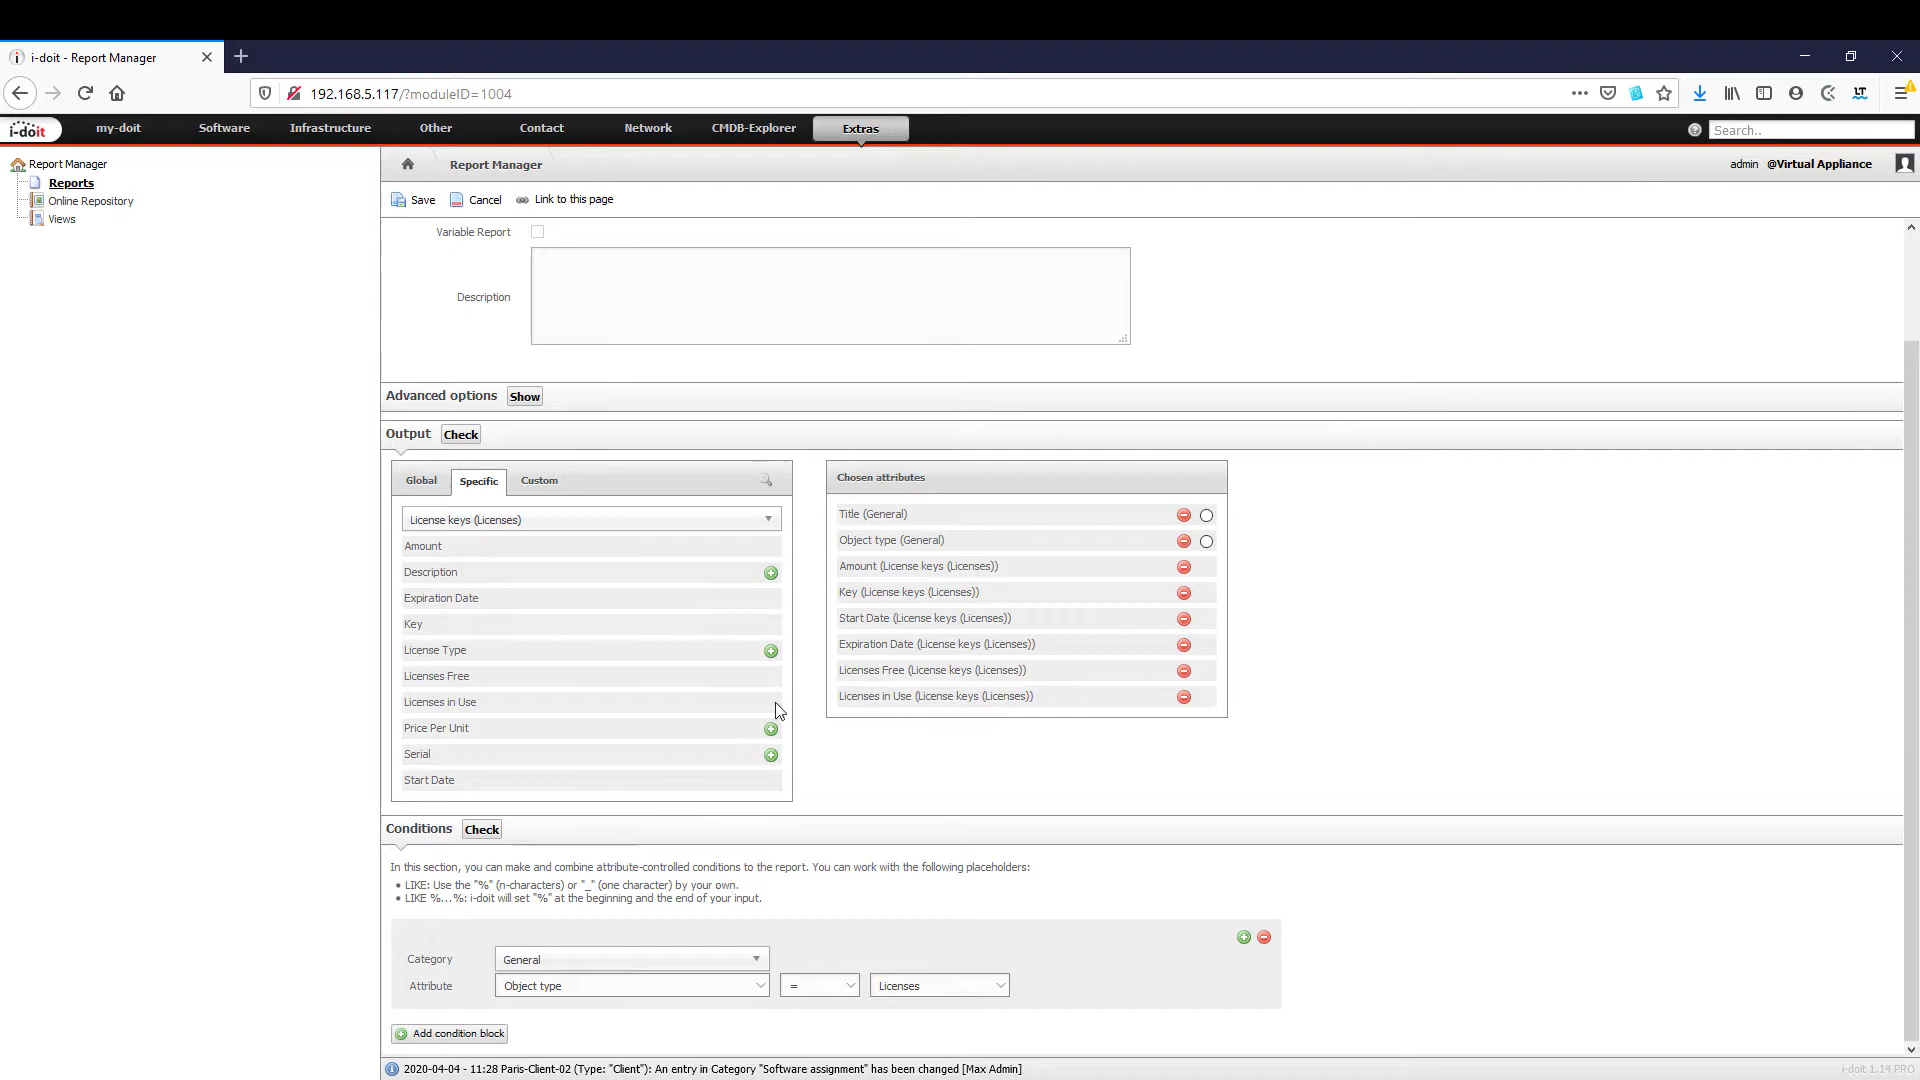 i-doit - Report Manager
192.168.5.117/?moduleID=1004
i-doit
my-doit
Software
Infrastructure
Other
Contact
Network
CMDB-Explorer
Extras
Search..
Report Manager
Reports
Online Repository
Views
Report Manager
admin @Virtual Appliance
Save
Cancel
Link to this page
Variable Report
Description
Advanced options Show
Output Check
Global
Specific
Custom
License keys (Licenses)
Amount
Description
Expiration Date
Key
License Type
Licenses Free
Licenses in Use
Price Per Unit
Serial
Start Date
Chosen attributes
Title (General)
Object type (General)
Amount (License keys (Licenses))
Key (License keys (Licenses))
Start Date (License keys (Licenses))
Expiration Date (License keys (Licenses))
Licenses Free (License keys (Licenses))
Licenses in Use (License keys (Licenses))
Conditions Check
In this section, you can make and combine attribute-controlled conditions to the report. You can work with the following placeholders:
• LIKE: Use the "%" (n-characters) or "_" (one character) by your own.
• LIKE %...%: i-doit will set "%" at the beginning and the end of your input.
Category General
Attribute Object type = Licenses
Add condition block
2020-04-04 - 11:28 Paris-Client-02 (Type: "Client"): An entry in Category "Software assignment" has been changed [Max Admin]
i-doit 1.14 PRO